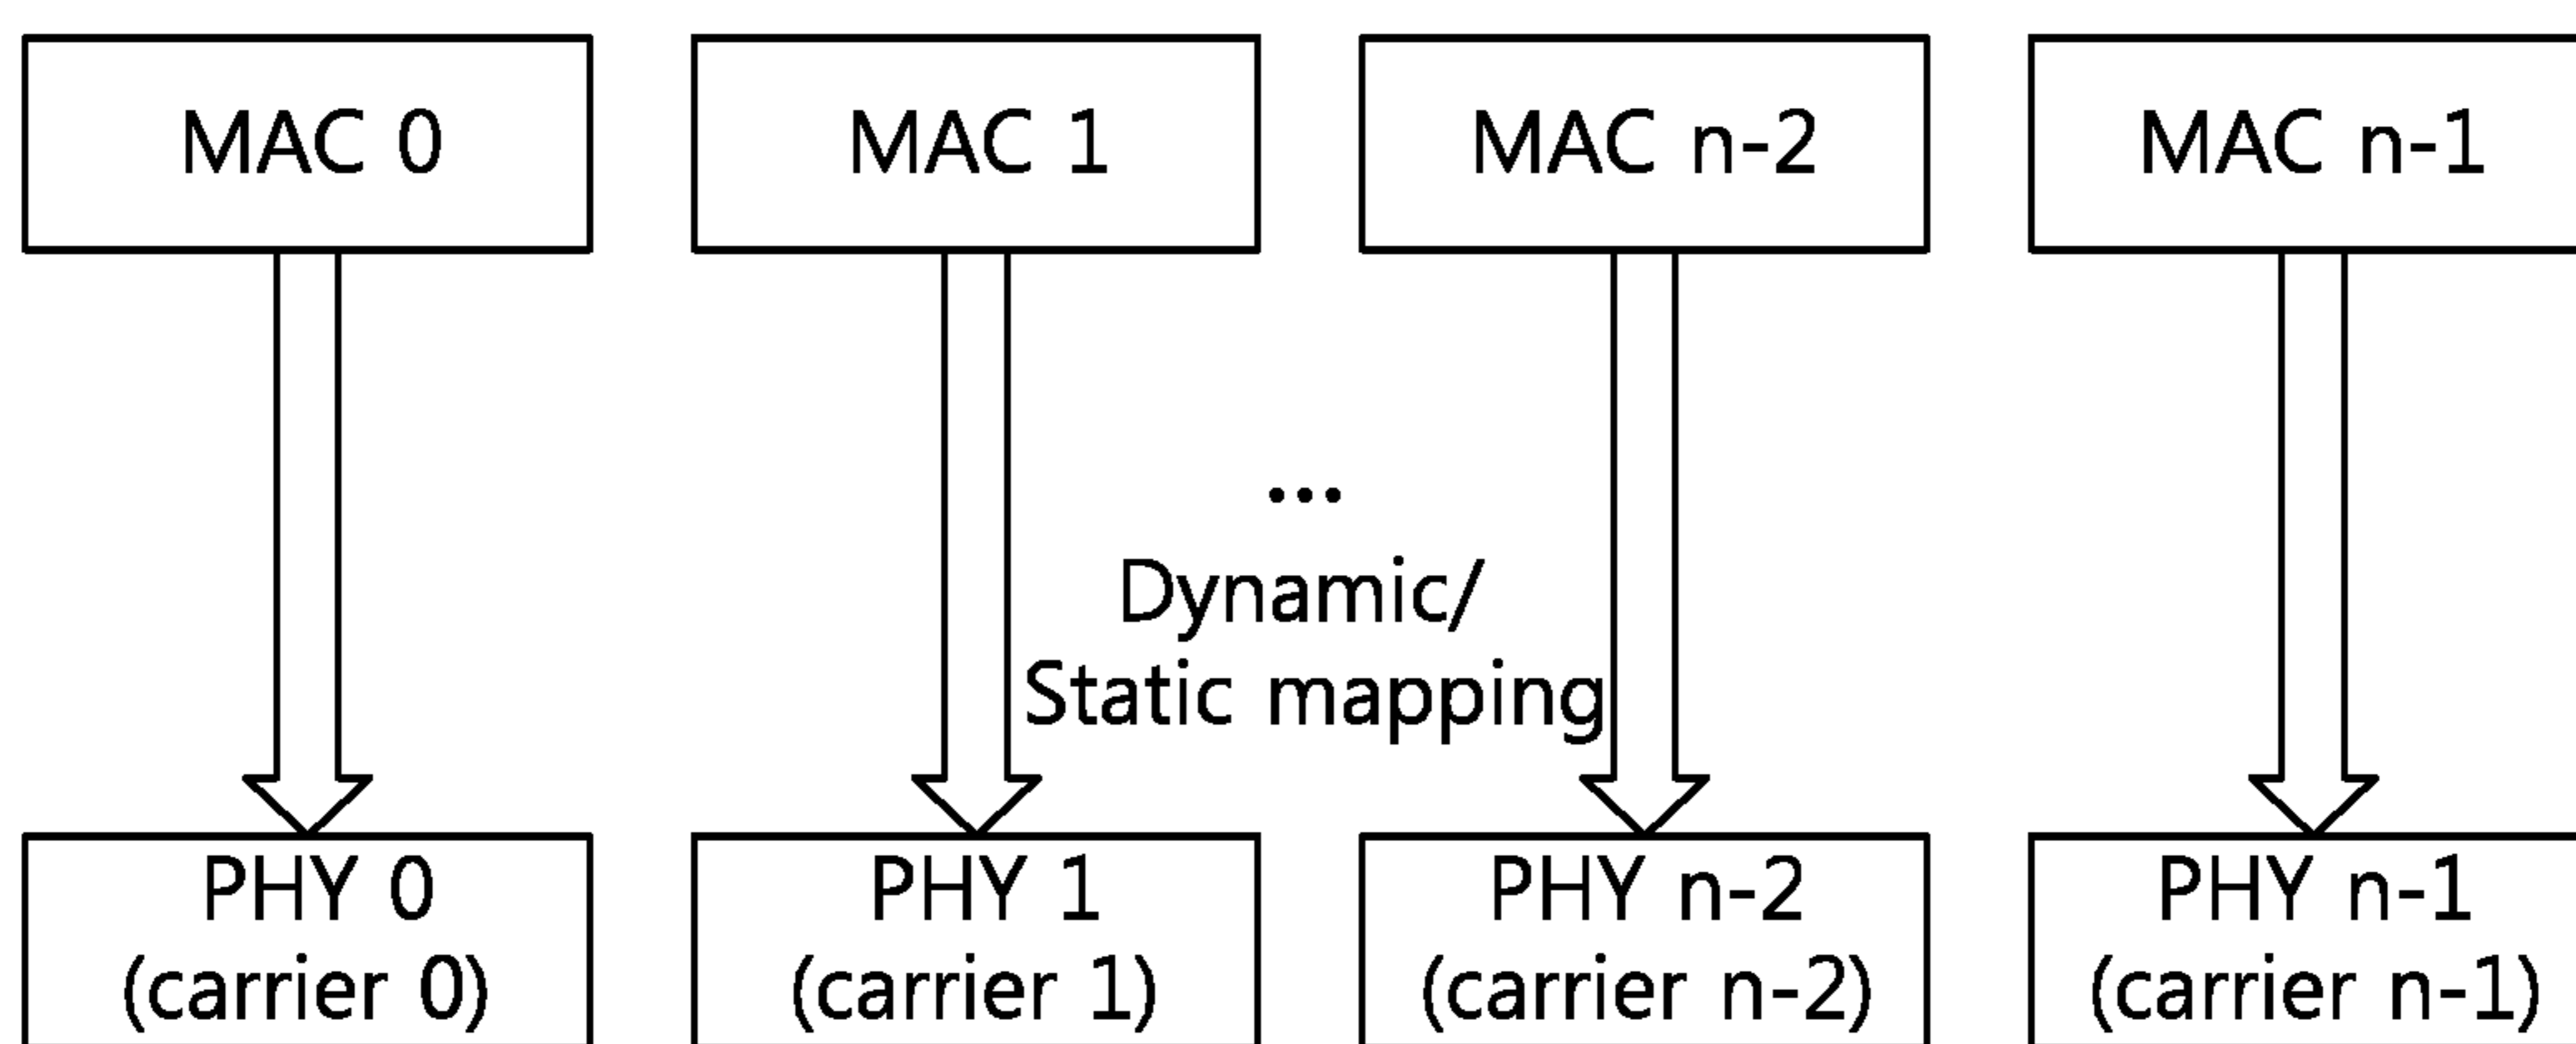 MAC 0
MAC 1
MAC n-2
MAC n-1
...
Dynamic/
Static mapping
PHY 0
(carrier 0)
PHY 1
(carrier 1)
PHY n-2
(carrier n-2)
PHY n-1
(carrier n-1)